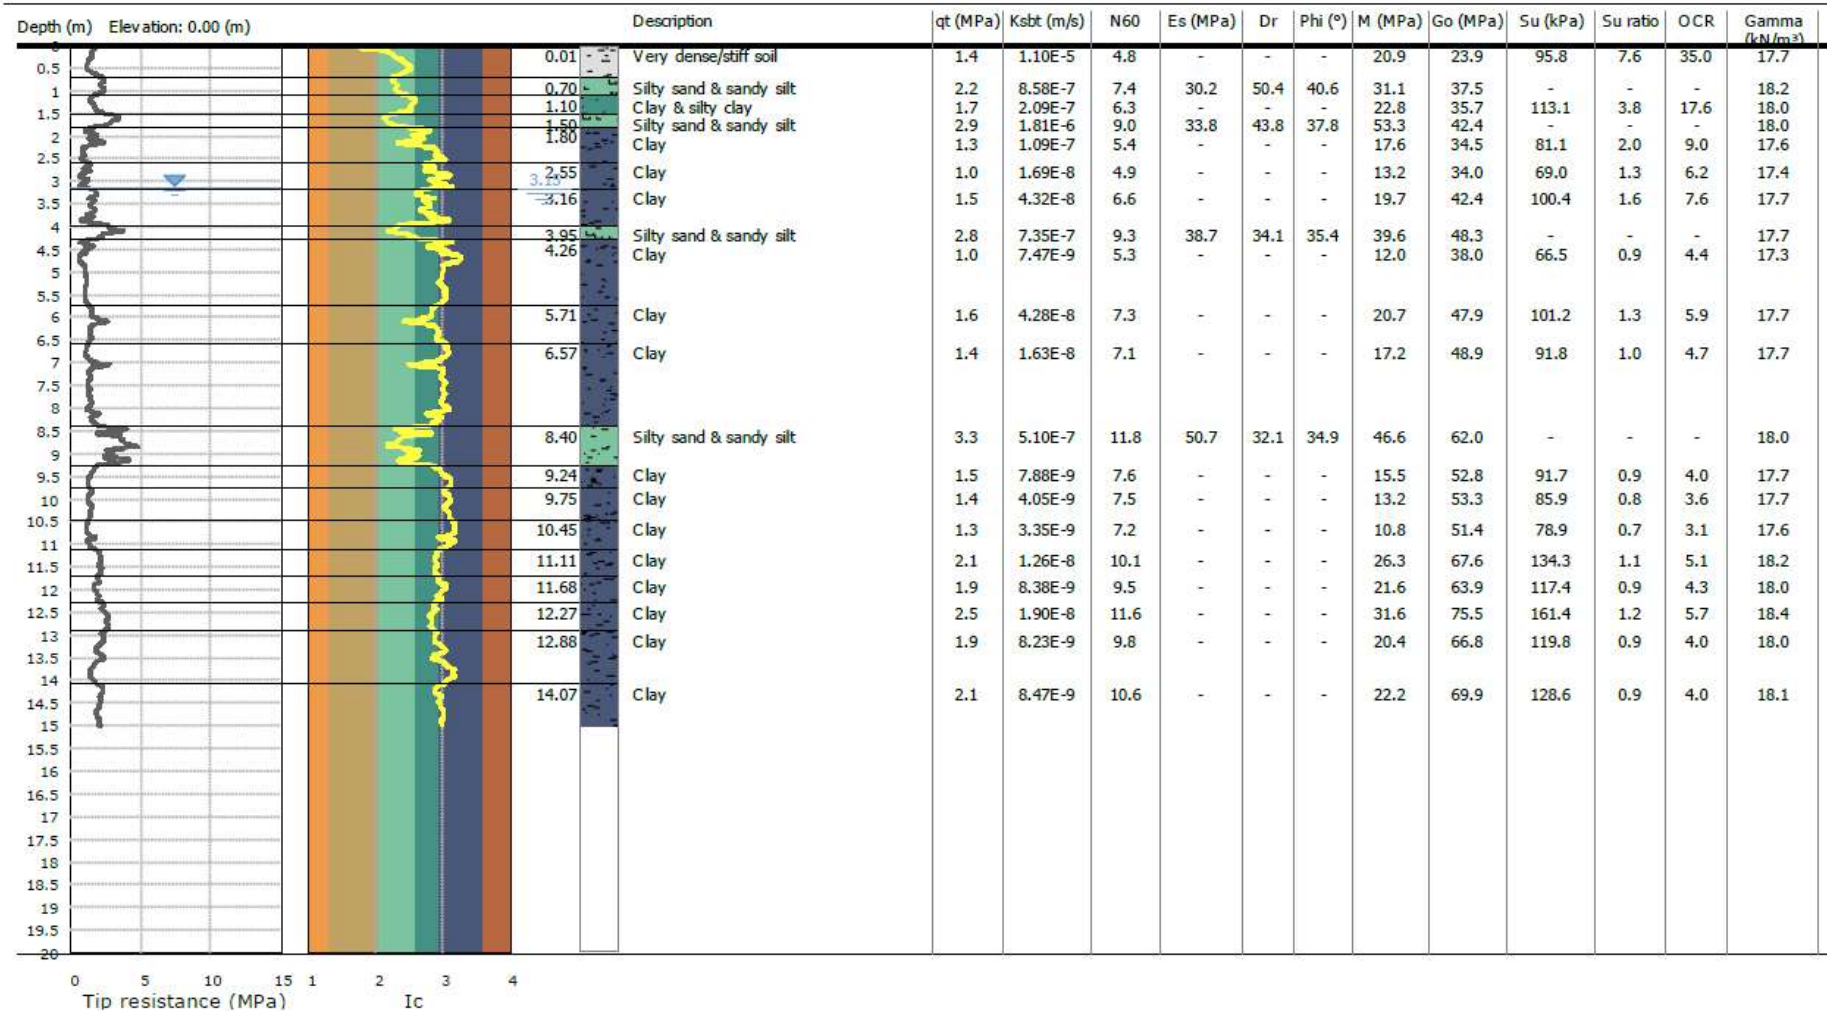 Depth (m) Elevation: 0.00 (m) Description qt (MPa) Ksbt (m/s) N60 Es (MPa) Dr Phi (°) M (MPa) Go (MPa) Su (kPa) Su ratio OCR Gamma (kN/m³)
0.01 Very dense/stiff soil 1.4 1.10E-5 4.8 - - - 20.9 23.9 95.8 7.6 35.0 17.7
0.5
0.70 Silty sand & sandy silt 2.2 8.58E-7 7.4 30.2 50.4 40.6 31.1 37.5 - - - 18.2
1
1.10 Clay & silty clay 1.7 2.09E-7 6.3 - - - 22.8 35.7 113.1 3.8 17.6 18.0
1.5
1.50 Silty sand & sandy silt 2.9 1.81E-6 9.0 33.8 43.8 37.8 53.3 42.4 - - - 18.0
1.80 Clay 1.3 1.09E-7 5.4 - - - 17.6 34.5 81.1 2.0 9.0 17.6
2
2.5
2.55 Clay 1.0 1.69E-8 4.9 - - - 13.2 34.0 69.0 1.3 6.2 17.4
3
3.16 Clay 1.5 4.32E-8 6.6 - - - 19.7 42.4 100.4 1.6 7.6 17.7
3.5
4
3.95 Silty sand & sandy silt 2.8 7.35E-7 9.3 38.7 34.1 35.4 39.6 48.3 - - - 17.7
4.26 Clay 1.0 7.47E-9 5.3 - - - 12.0 38.0 66.5 0.9 4.4 17.3
4.5
5
5.5
5.71 Clay 1.6 4.28E-8 7.3 - - - 20.7 47.9 101.2 1.3 5.9 17.7
6
6.5
6.57 Clay 1.4 1.63E-8 7.1 - - - 17.2 48.9 91.8 1.0 4.7 17.7
7
7.5
8
8.5
8.40 Silty sand & sandy silt 3.3 5.10E-7 11.8 50.7 32.1 34.9 46.6 62.0 - - - 18.0
9
9.24 Clay 1.5 7.88E-9 7.6 - - - 15.5 52.8 91.7 0.9 4.0 17.7
9.5
9.75 Clay 1.4 4.05E-9 7.5 - - - 13.2 53.3 85.9 0.8 3.6 17.7
10
10.5
10.45 Clay 1.3 3.35E-9 7.2 - - - 10.8 51.4 78.9 0.7 3.1 17.6
11
11.11 Clay 2.1 1.26E-8 10.1 - - - 26.3 67.6 134.3 1.1 5.1 18.2
11.5
11.68 Clay 1.9 8.38E-9 9.5 - - - 21.6 63.9 117.4 0.9 4.3 18.0
12
12.27 Clay 2.5 1.90E-8 11.6 - - - 31.6 75.5 161.4 1.2 5.7 18.4
12.5
13
12.88 Clay 1.9 8.23E-9 9.8 - - - 20.4 66.8 119.8 0.9 4.0 18.0
13.5
14
14.07 Clay 2.1 8.47E-9 10.6 - - - 22.2 69.9 128.6 0.9 4.0 18.1
14.5
15
15.5
16
16.5
17
17.5
18
18.5
19
19.5
20
0 5 10 15 1 2 3 4
Tip resistance (MPa) Ic